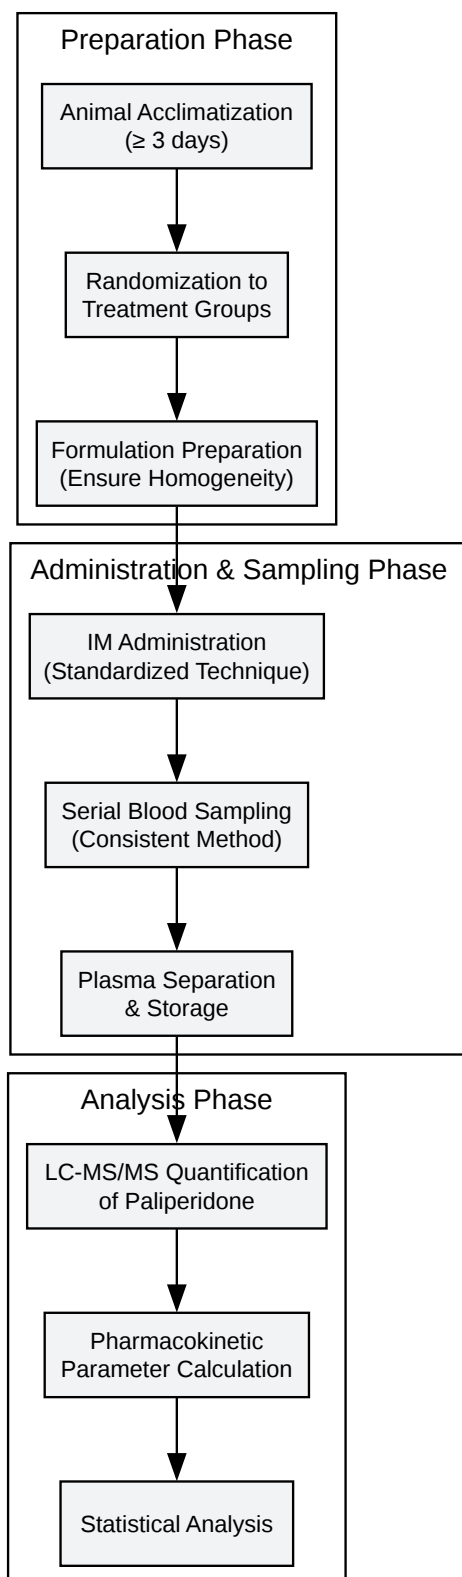 Preparation Phase
Animal Acclimatization
(≥ 3 days)
Randomization to
Treatment Groups
Formulation Preparation
(Ensure Homogeneity)
Administration & Sampling Phase
IM Administration
(Standardized Technique)
Serial Blood Sampling
(Consistent Method)
Plasma Separation
& Storage
Analysis Phase
LC-MS/MS Quantification
of Paliperidone
Pharmacokinetic
Parameter Calculation
Statistical Analysis